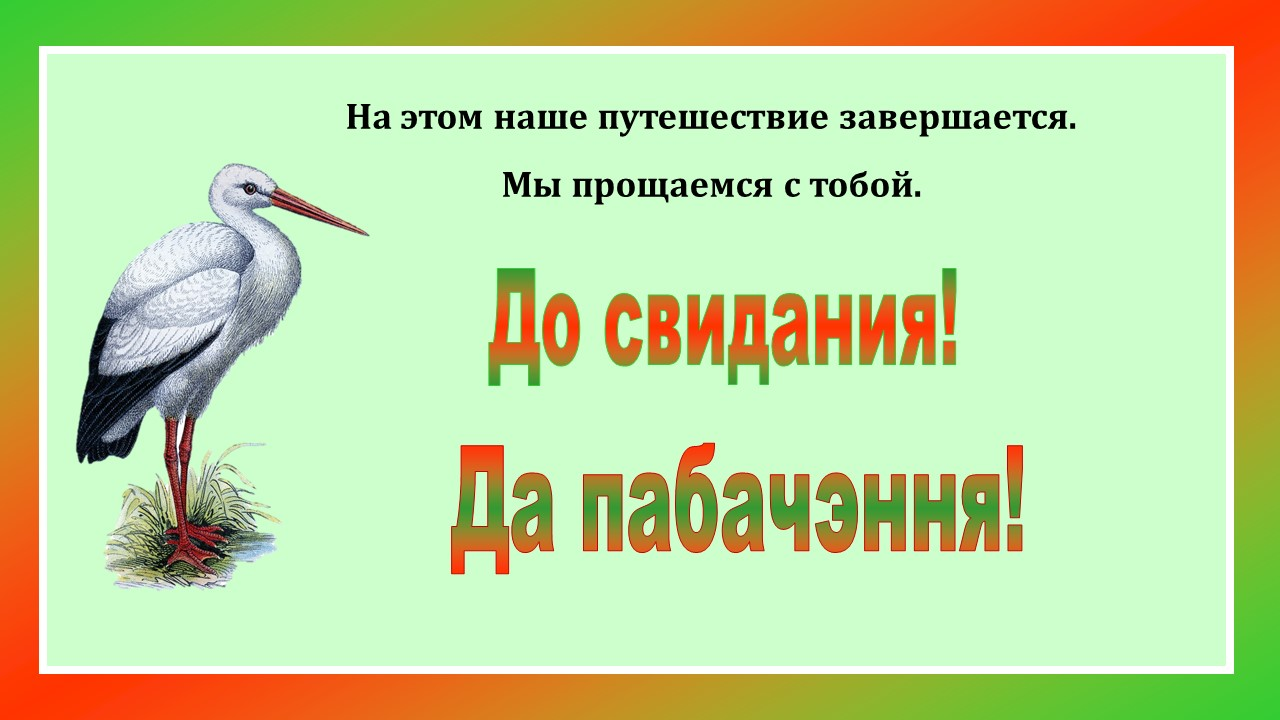 На этом наше путешествие завершается.
Мы прощаемся с тобой.
До свидания!
Да пабачэння!